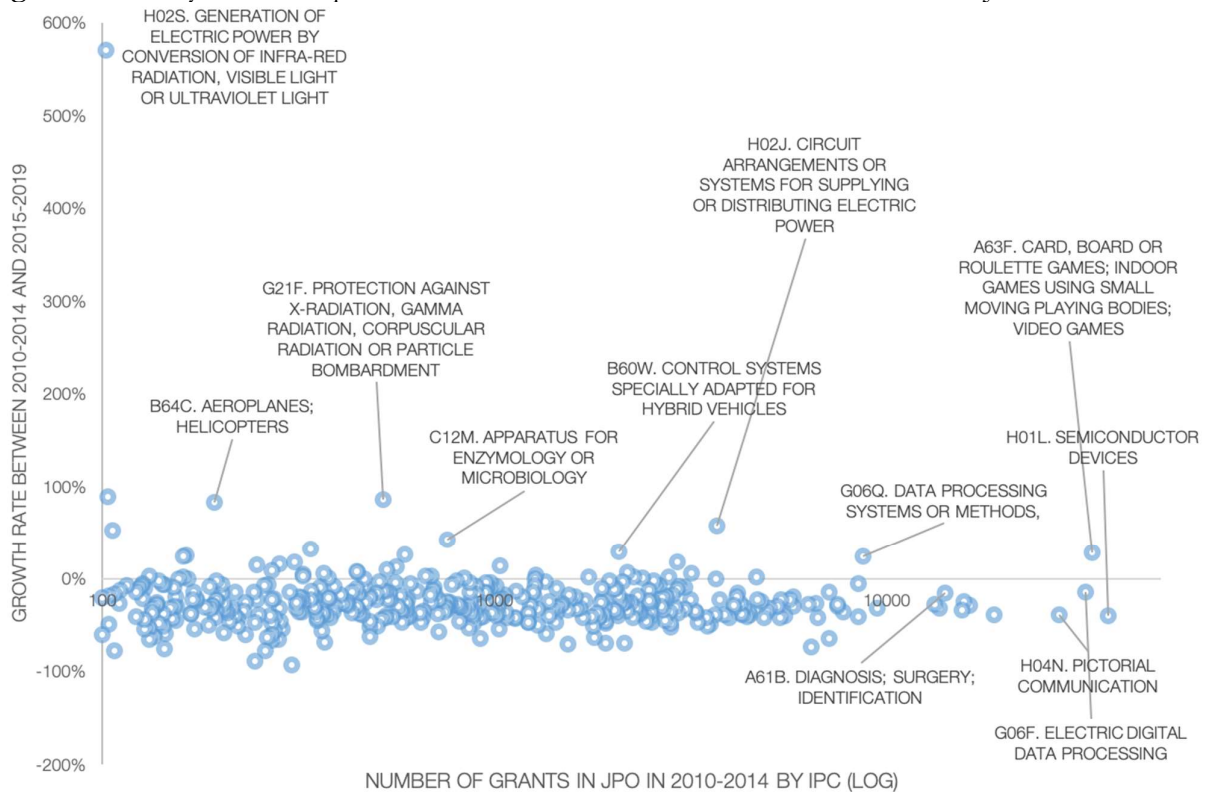 600%
500%
400%
300%
200%
100%
0%
-100%
-200%
GROWTH RATE BETWEEN 2010-2014 AND 2015-2019
H02S. GENERATION OF
ELECTRIC POWER BY
CONVERSION OF INFRA-RED
RADIATION, VISIBLE LIGHT
OR ULTRAVIOLET LIGHT
H02J. CIRCUIT
ARRANGEMENTS OR
SYSTEMS FOR SUPPLYING
OR DISTRIBUTING ELECTRIC
POWER
A63F. CARD, BOARD OR
ROULETTE GAMES; INDOOR
GAMES USING SMALL
MOVING PLAYING BODIES;
VIDEO GAMES
G21F. PROTECTION AGAINST
X-RADIATION, GAMMA
RADIATION, CORPUSCULAR
RADIATION OR PARTICLE
BOMBARDMENT
B60W. CONTROL SYSTEMS
SPECIALLY ADAPTED FOR
HYBRID VEHICLES
B64C. AEROPLANES;
HELICOPTERS
C12M. APPARATUS FOR
ENZYMOLOGY OR
MICROBIOLOGY
H01L. SEMICONDUCTOR
DEVICES
G06Q. DATA PROCESSING
SYSTEMS OR METHODS,
100
1000
10000
A61B. DIAGNOSIS; SURGERY;
IDENTIFICATION
H04N. PICTORIAL
COMMUNICATION
G06F. ELECTRIC DIGITAL
DATA PROCESSING
NUMBER OF GRANTS IN JPO IN 2010-2014 BY IPC (LOG)